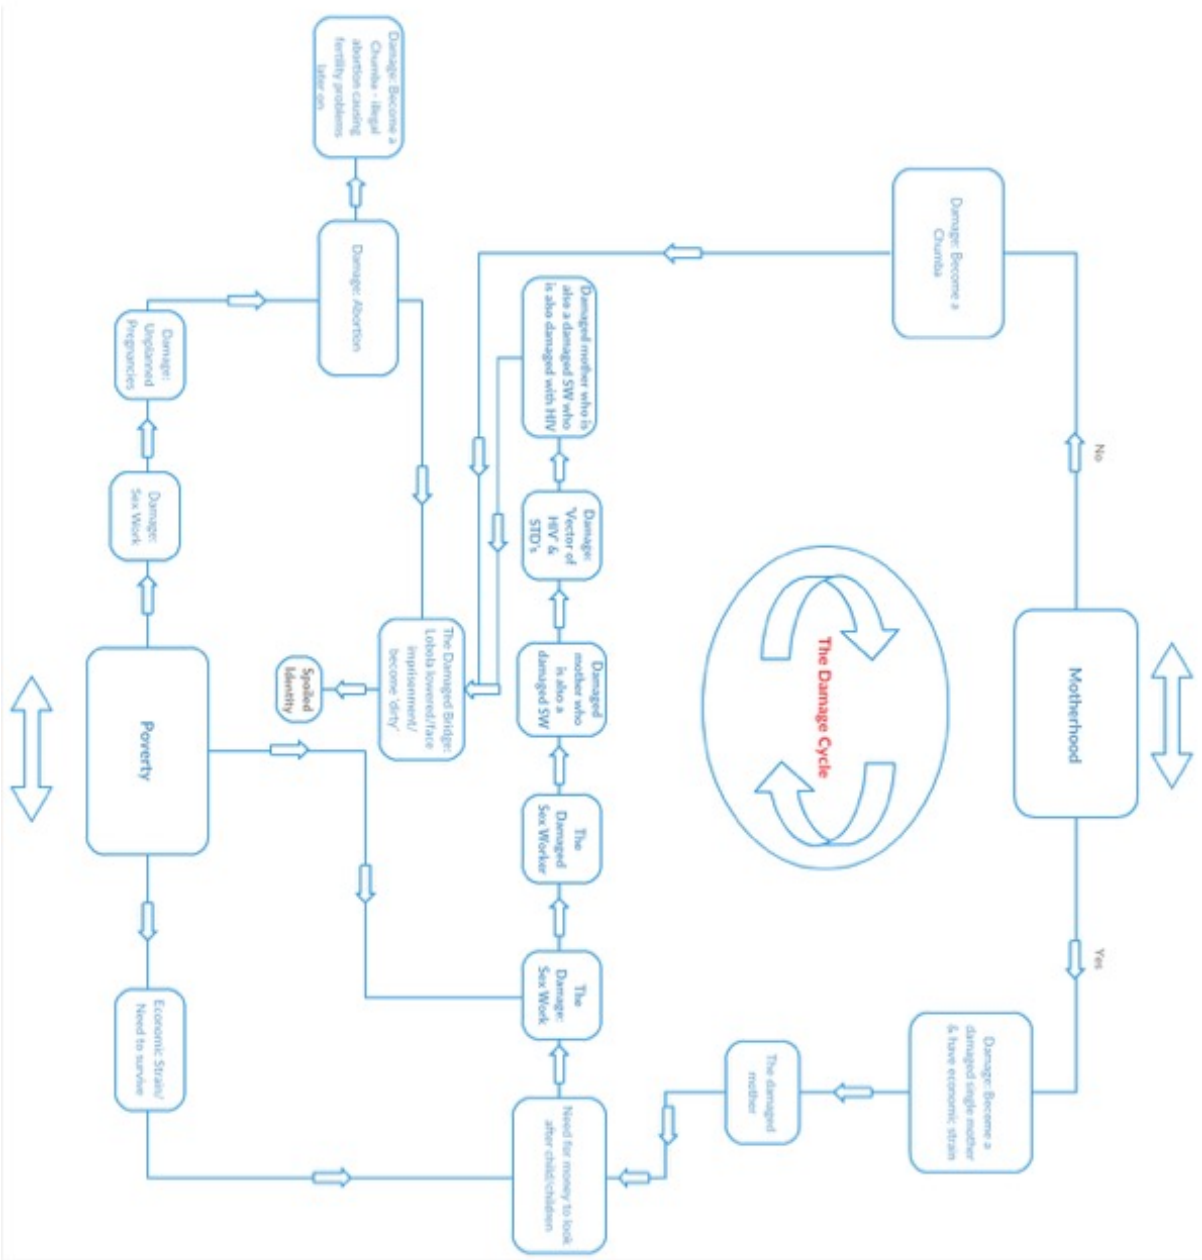 Motherhood
No
Yes
Damage: Become a
Chumba
Damage: Become a
damaged single mother
& have economic strain
The Damage Cycle
The damaged
mother
Damaged mother who is
also a damaged SW who
is also damaged with HIV
Damage:
'Vector of
HIV' &
STD's
Damaged
mother who
is also a
damaged SW
The
Damaged
Sex Worker
The
Damage:
Sex Work
Need for money to look
after child/children
Damage: Become a
Chumba - illegal
abortion causing
fertility problems
later on
Damage: Abortion
The Damaged Bridge:
Lobola lowered/face
imprisonment/
become 'dirty'
Spoiled
Identity
Damage:
Unplanned
Pregnancies
Damage:
Sex Work
Poverty
Economic Strain/
Need to survive